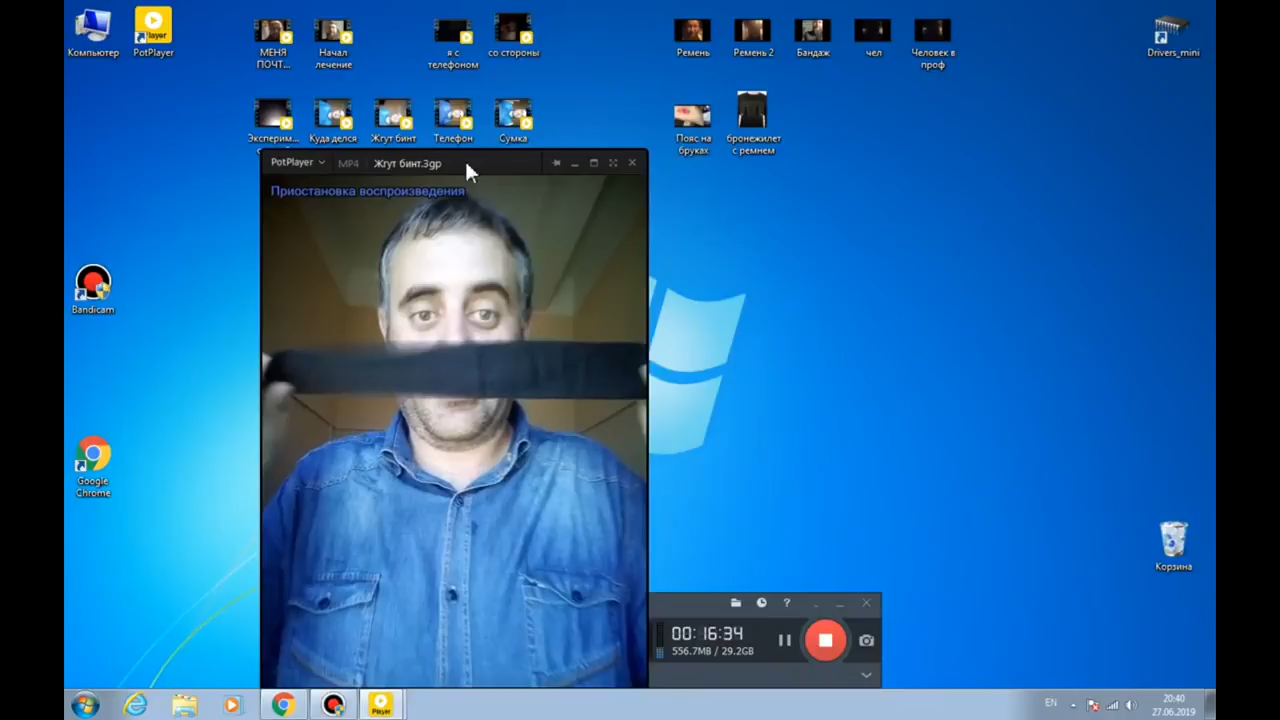 Компьютер
PotPlayer
МЕНЯ
ПОЧТ...
Начал
лечение
я с
телефоном
со стороны
Ремень
Ремень 2
Бандаж
чел
Человек в
проф
Drivers_mini
Эксперим...
Куда делся
Жгут бинт
Телефон
Сумка
Пояс на
бруках
бронежилет
с ремнем
PotPlayer
MP4
Жгут бинт.3gp
Приостановка воспроизведения
Bandicam
Google
Chrome
Корзина
00:16:34
556.7MB / 29.2GB
EN
20:40
27.06.2019